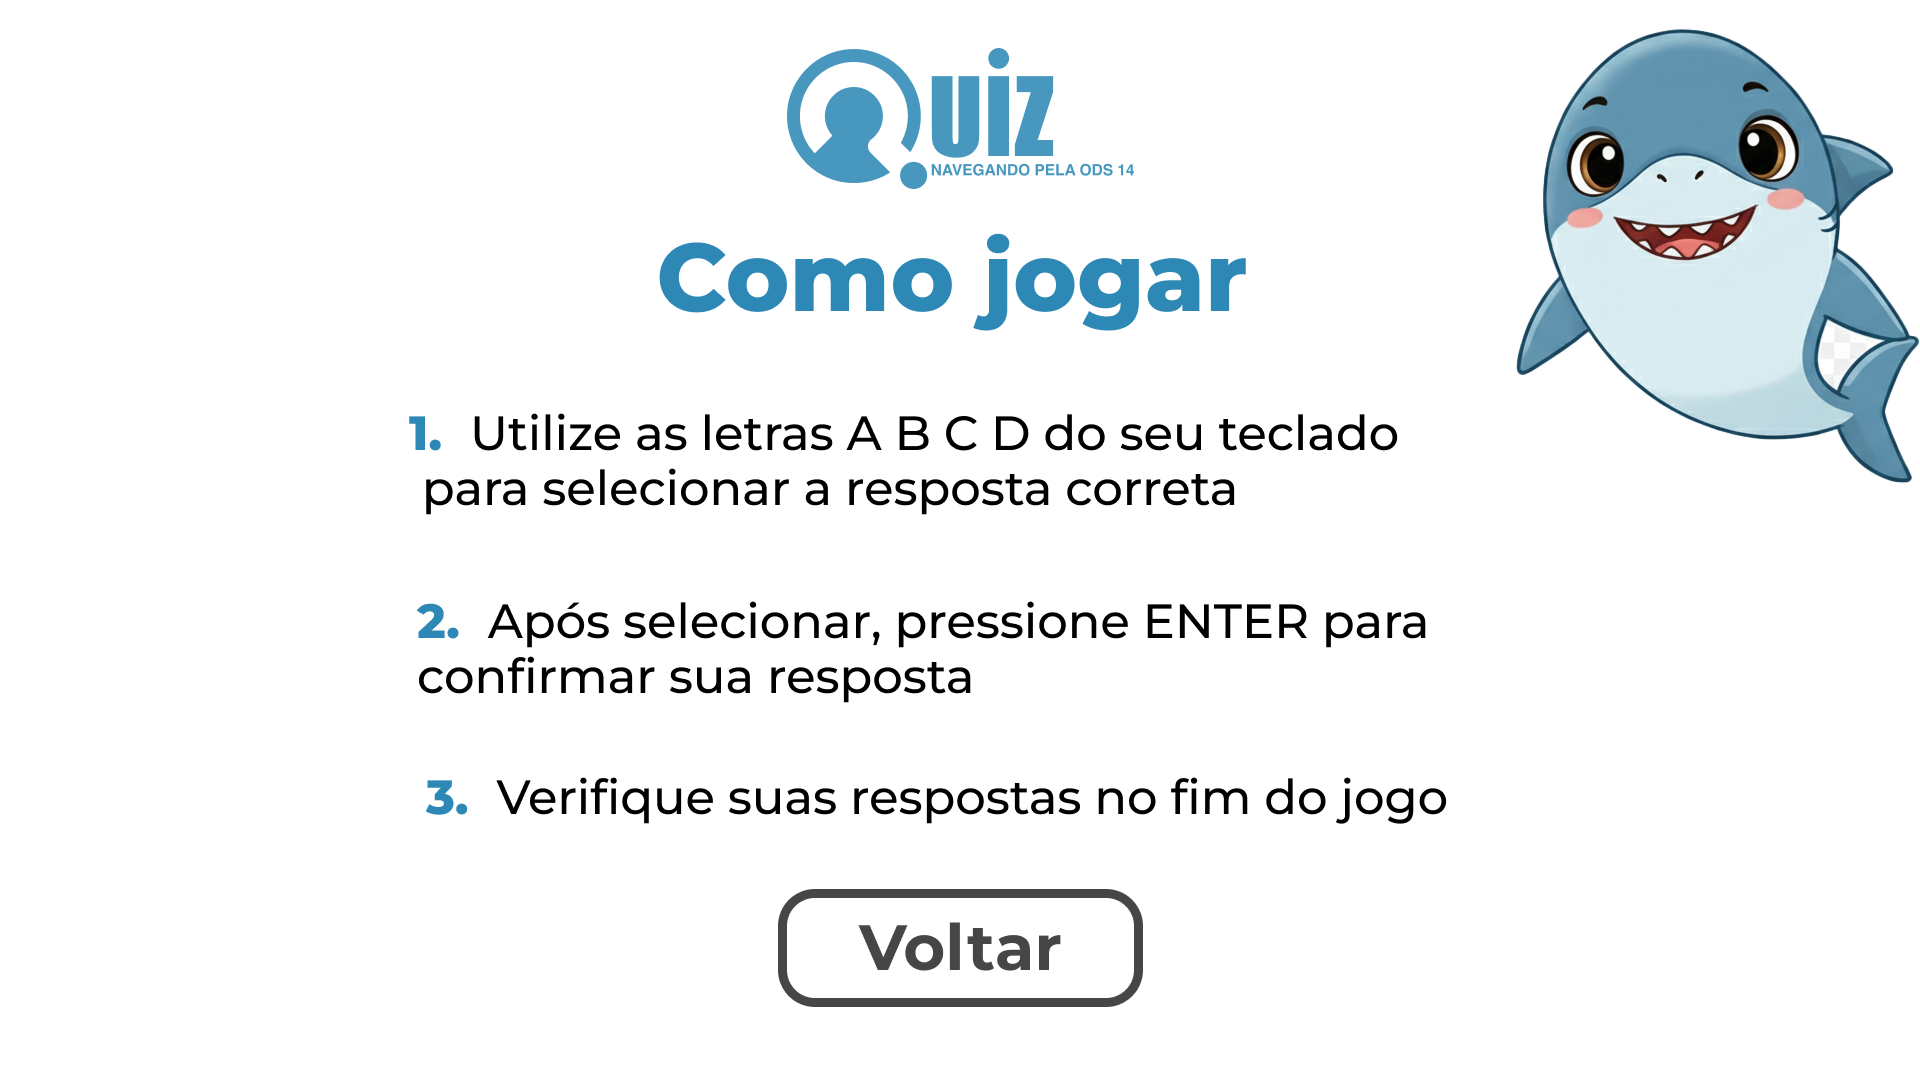 QUIZ
NAVEGANDO PELA ODS 14
Como jogar
1. Utilize as letras A B C D do seu teclado
para selecionar a resposta correta
2. Após selecionar, pressione ENTER para
confirmar sua resposta
3. Verifique suas respostas no fim do jogo
Voltar